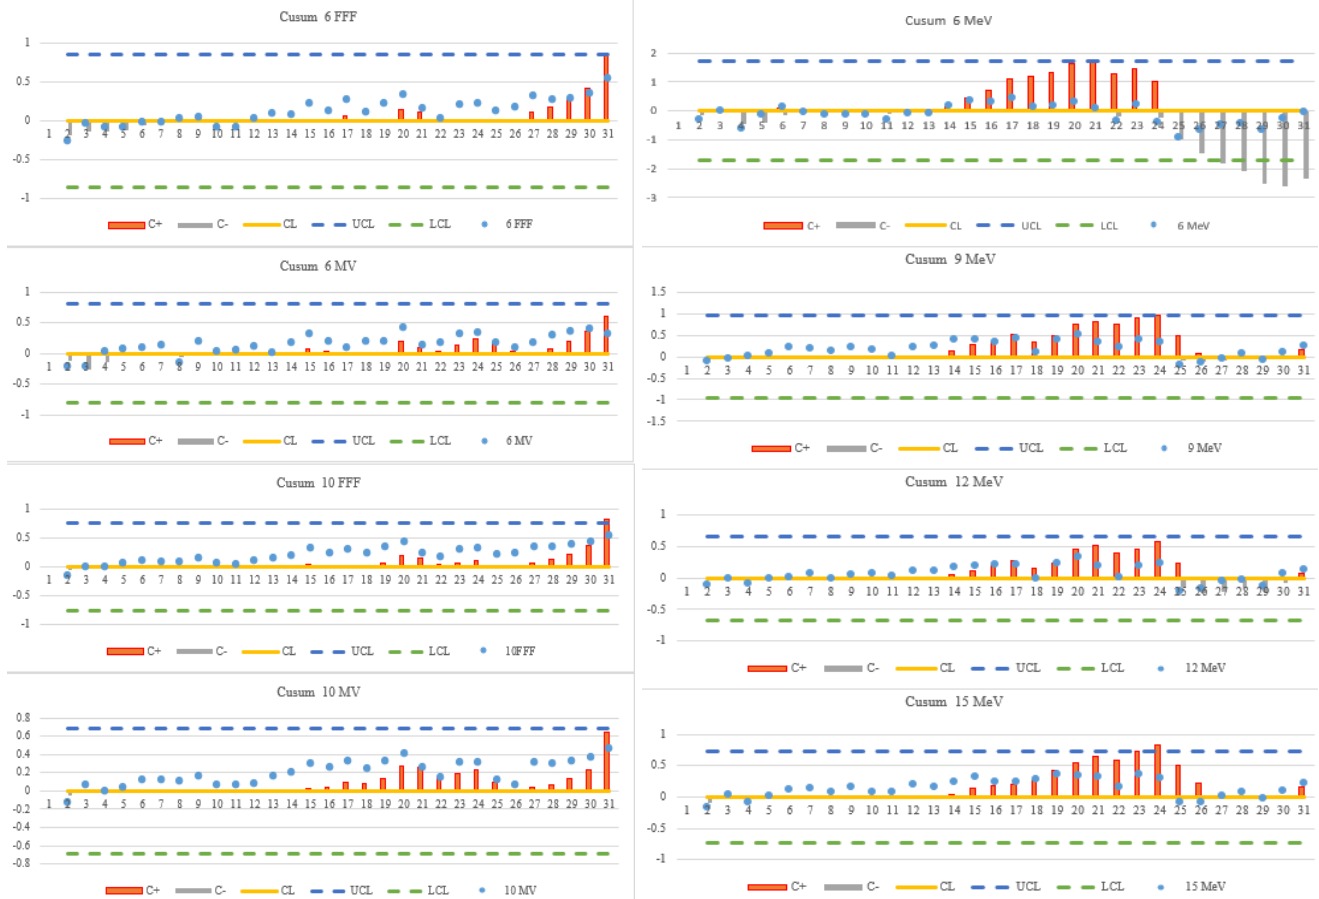 Cusum 6 FFF
1
0.5
0
-0.5
-1
1 2 3 4 5 6 7 8 9 10 11 12 13 14 15 16 17 18 19 20 21 22 23 24 25 26 27 28 29 30 31
C+ C- CL UCL LCL 6 FFF
Cusum 6 MV
1
0.5
0
-0.5
-1
1 2 3 4 5 6 7 8 9 10 11 12 13 14 15 16 17 18 19 20 21 22 23 24 25 26 27 28 29 30 31
C+ C- CL UCL LCL 6 MV
Cusum 10 FFF
1
0.5
0
-0.5
-1
1 2 3 4 5 6 7 8 9 10 11 12 13 14 15 16 17 18 19 20 21 22 23 24 25 26 27 28 29 30 31
C+ C- CL UCL LCL 10FFF
Cusum 10 MV
0.8
0.6
0.4
0.2
0
-0.2
-0.4
-0.6
-0.8
1 2 3 4 5 6 7 8 9 10 11 12 13 14 15 16 17 18 19 20 21 22 23 24 25 26 27 28 29 30 31
C+ C- CL UCL LCL 10 MV
Cusum 6 MeV
2
1
0
-1
-2
-3
1 2 3 4 5 6 7 8 9 10 11 12 13 14 15 16 17 18 19 20 21 22 23 24 25 26 27 28 29 30 31
C+ C- CL UCL LCL 6 MeV
Cusum 9 MeV
1.5
1
0.5
0
-0.5
-1
-1.5
1 2 3 4 5 6 7 8 9 10 11 12 13 14 15 16 17 18 19 20 21 22 23 24 25 26 27 28 29 30 31
C+ C- CL UCL LCL 9 MeV
Cusum 12 MeV
1
0.5
0
-0.5
-1
1 2 3 4 5 6 7 8 9 10 11 12 13 14 15 16 17 18 19 20 21 22 23 24 25 26 27 28 29 30 31
C+ C- CL UCL LCL 12 MeV
Cusum 15 MeV
1
0.5
0
-0.5
-1
1 2 3 4 5 6 7 8 9 10 11 12 13 14 15 16 17 18 19 20 21 22 23 24 25 26 27 28 29 30 31
C+ C- CL UCL LCL 15 MeV